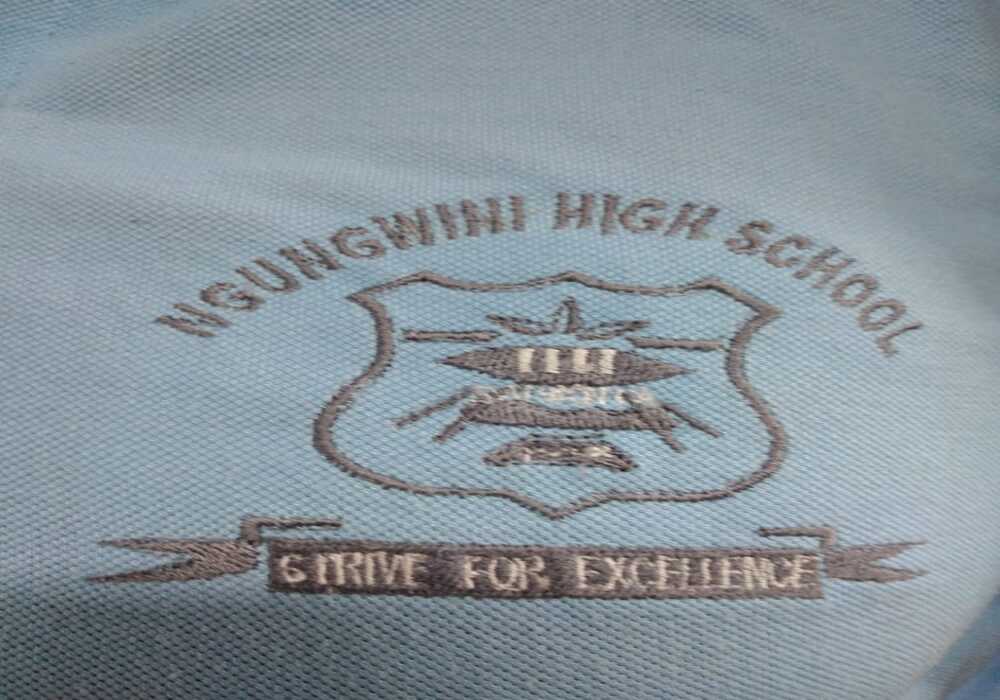 NGUNGWINI HIGH SCHOOL
STRIVE FOR EXCELLENCE